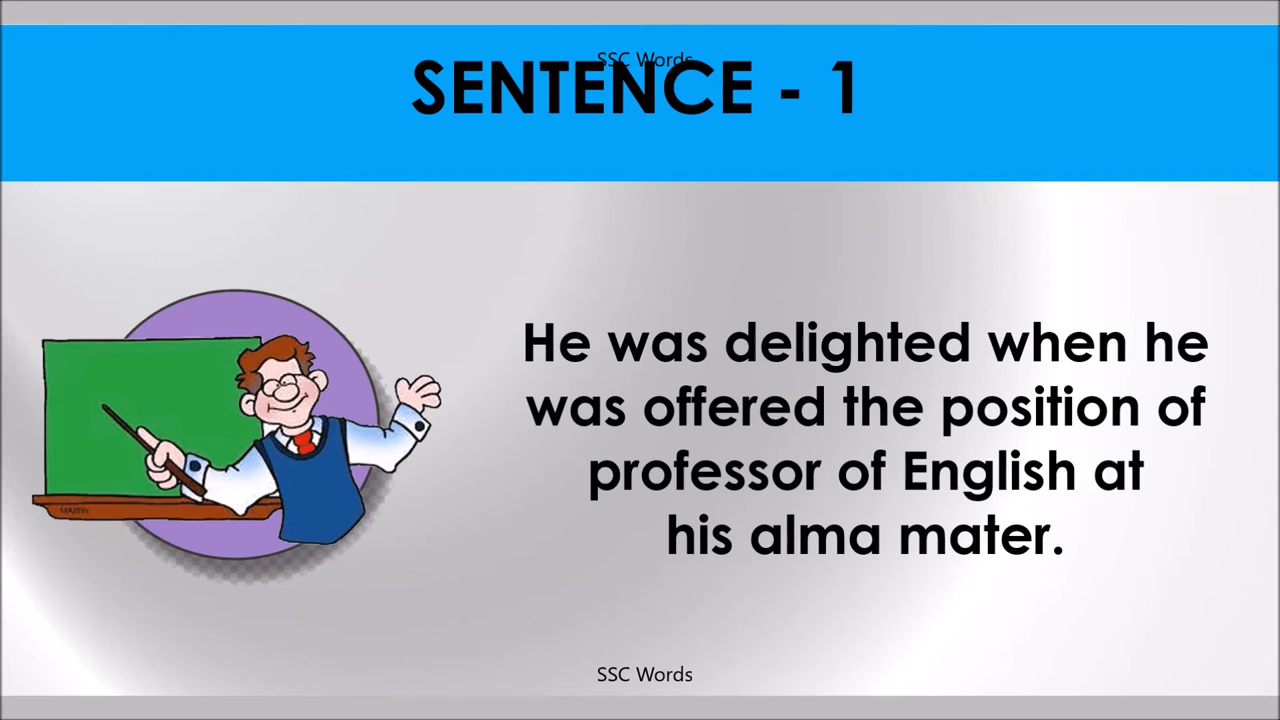 SSC Words
SENTENCE - 1
He was delighted when he
was offered the position of
professor of English at
his alma mater.
SSC Words